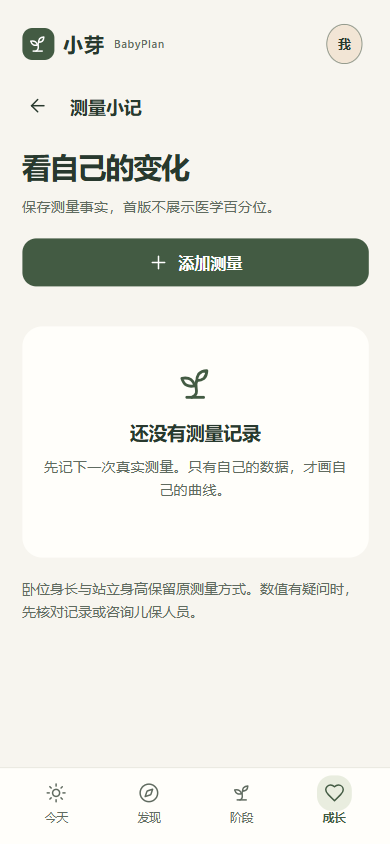 小芽 BabyPlan
我
测量小记
看自己的变化
保存测量事实，首版不展示医学百分位。
添加测量
还没有测量记录
先记下一次真实测量。只有自己的数据，才画自
己的曲线。
卧位身长与站立身高保留原测量方式。数值有疑问时，
先核对记录或咨询儿保人员。
今天
发现
阶段
成长